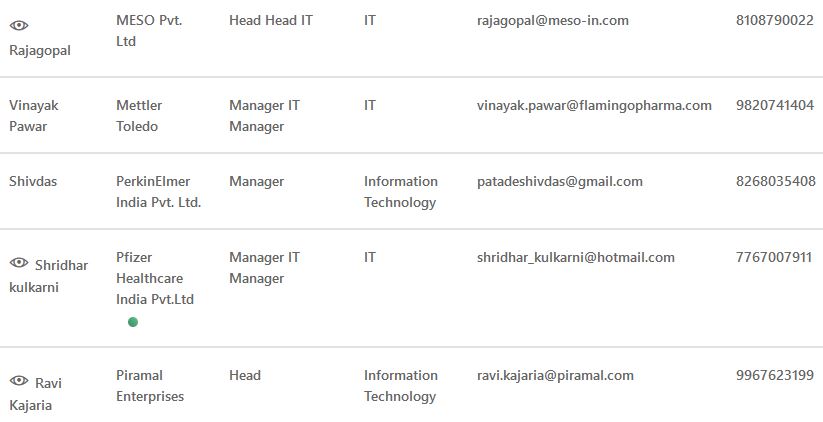 Rajagopal MESO Pvt. Ltd Head Head IT IT rajagopal@meso-in.com 8108790022
Vinayak Pawar Mettler Toledo Manager IT Manager IT vinayak.pawar@flamingopharma.com 9820741404
Shivdas PerkinElmer India Pvt. Ltd. Manager Information Technology patadeshivdas@gmail.com 8268035408
Shridhar kulkarni Pfizer Healthcare India Pvt.Ltd Manager IT Manager IT shridhar_kulkarni@hotmail.com 7767007911
Ravi Kajaria Piramal Enterprises Head Information Technology ravi.kajaria@piramal.com 9967623199